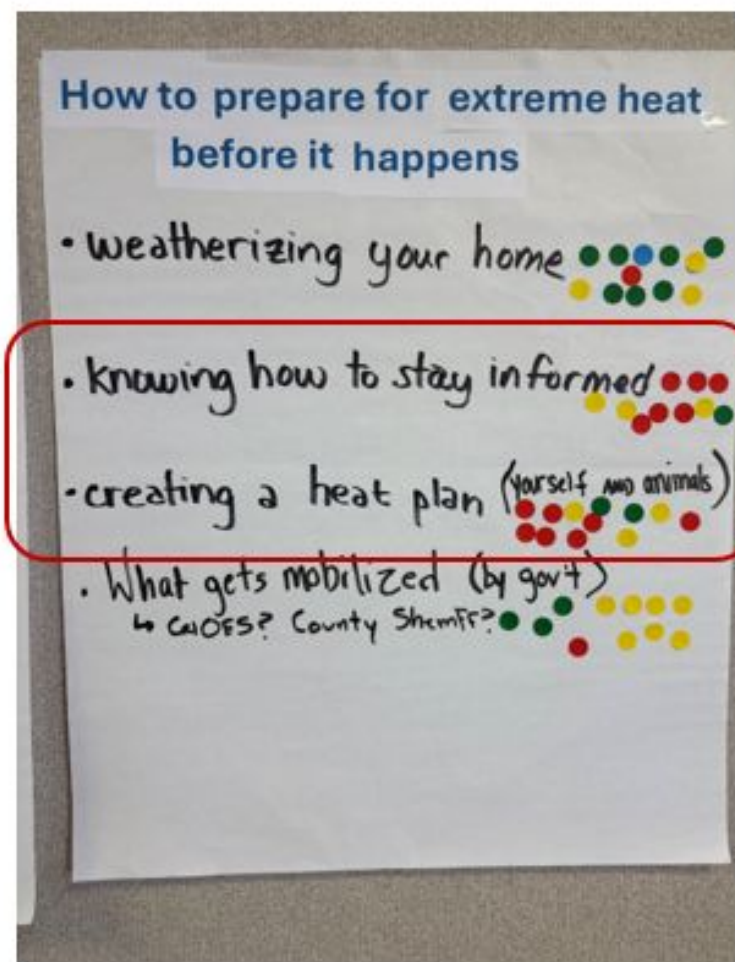 How to prepare for extreme heat
before it happens
• weatherizing your home
• knowing how to stay informed
• creating a heat plan (yourself AND animals)
• What gets mobilized (by gov't)
↳ CalOES? County Sheriff?